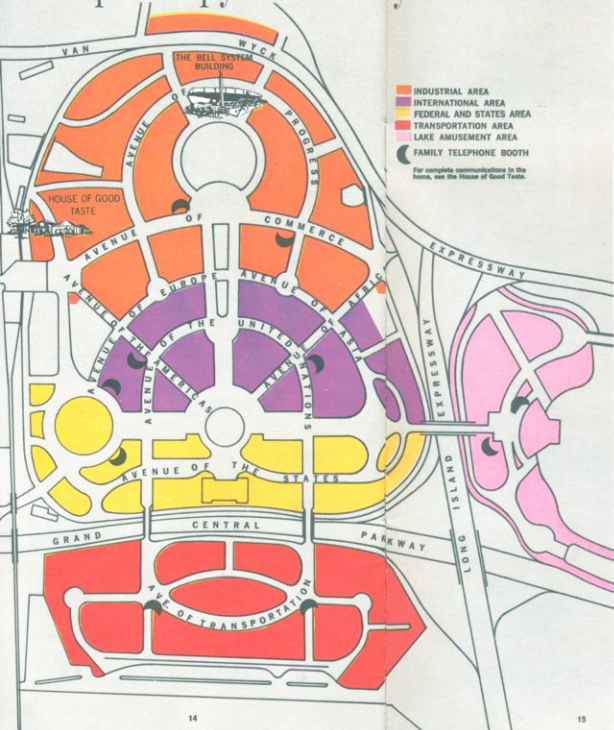 VAN WYCK
THE BELL SYSTEM
BUILDING
AVENUE OF PROGRESS
INDUSTRIAL AREA
INTERNATIONAL AREA
FEDERAL AND STATES AREA
TRANSPORTATION AREA
LAKE AMUSEMENT AREA
FAMILY TELEPHONE BOOTH
For complete communications in the
home, see the House of Good Taste.
HOUSE OF GOOD
TASTE
AVENUE OF COMMERCE
EXPRESSWAY
AVENUE OF EUROPE
AVENUE OF AFRICA
AVENUE OF THE
AVENUE OF THE UNITED NATIONS
AVENUE OF ASIA
AVENUE
AVENUE AMERICAS
AVENUE
EXPRESSWAY
LONG ISLAND
AVENUE OF THE STATES
GRAND CENTRAL PARKWAY
AVE. OF TRANSPORTATION
14
15